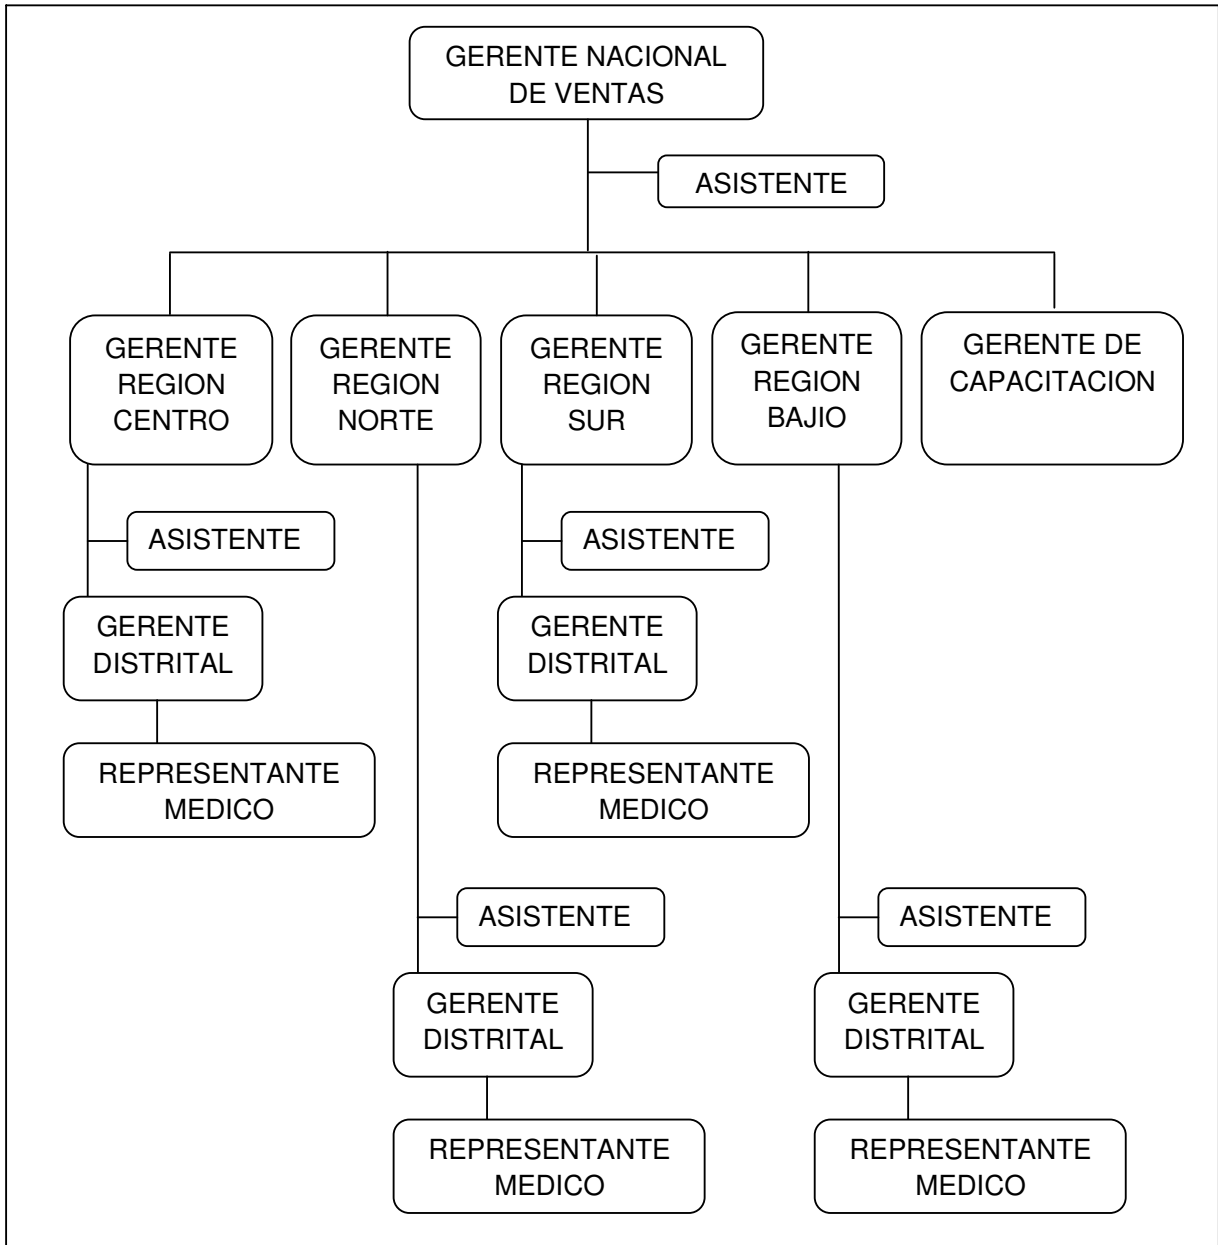 GERENTE NACIONAL
DE VENTAS
ASISTENTE
GERENTE
REGION
CENTRO
GERENTE
REGION
NORTE
GERENTE
REGION
SUR
GERENTE
REGION
BAJIO
GERENTE DE
CAPACITACION
ASISTENTE
ASISTENTE
GERENTE
DISTRITAL
GERENTE
DISTRITAL
REPRESENTANTE
MEDICO
REPRESENTANTE
MEDICO
ASISTENTE
ASISTENTE
GERENTE
DISTRITAL
GERENTE
DISTRITAL
REPRESENTANTE
MEDICO
REPRESENTANTE
MEDICO